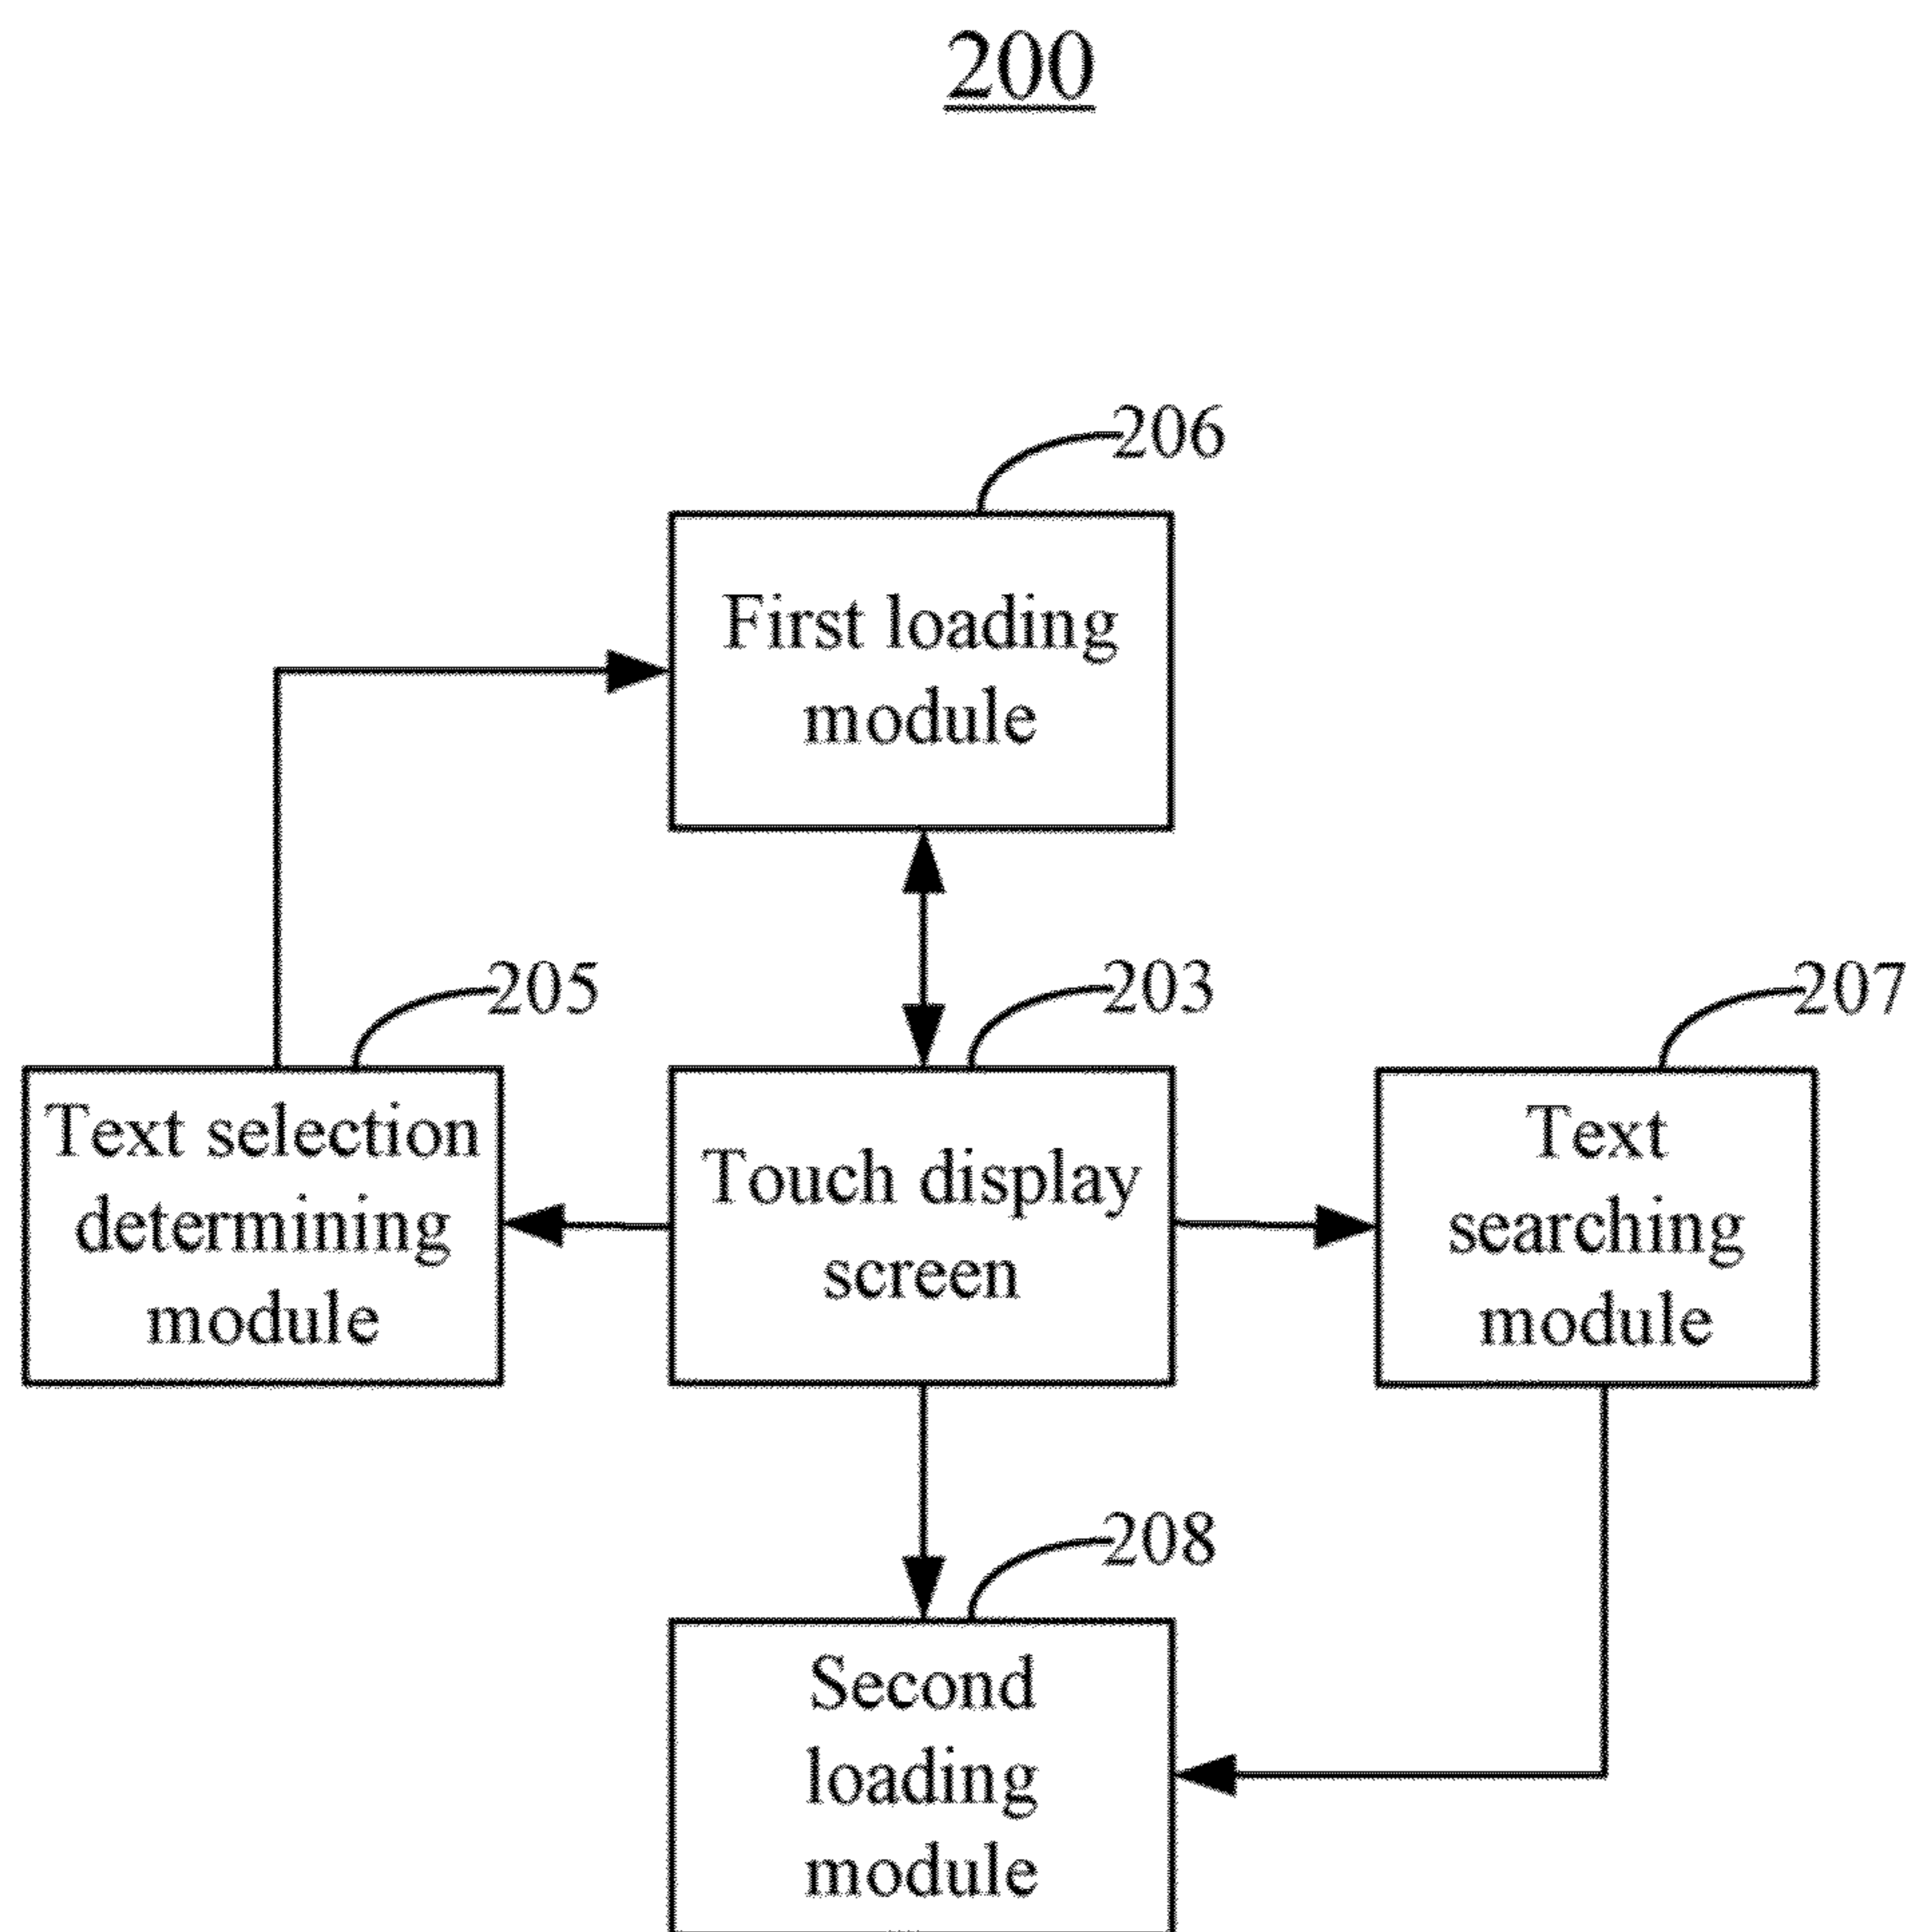 200
206
First loading
module
205
203
207
Text selection
determining
module
Touch display
screen
Text
searching
module
208
Second
loading
module